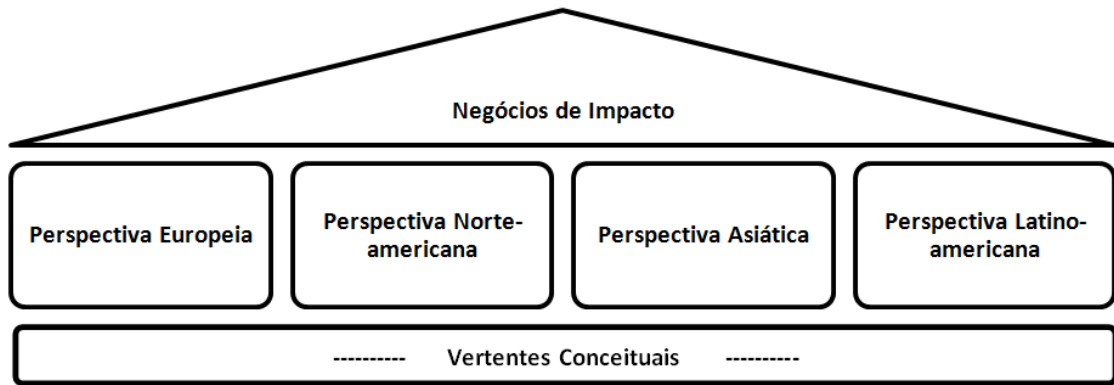 Negócios de Impacto
Perspectiva Europeia
Perspectiva Norte-
americana
Perspectiva Asiática
Perspectiva Latino-
americana
---------- Vertentes Conceituais ----------